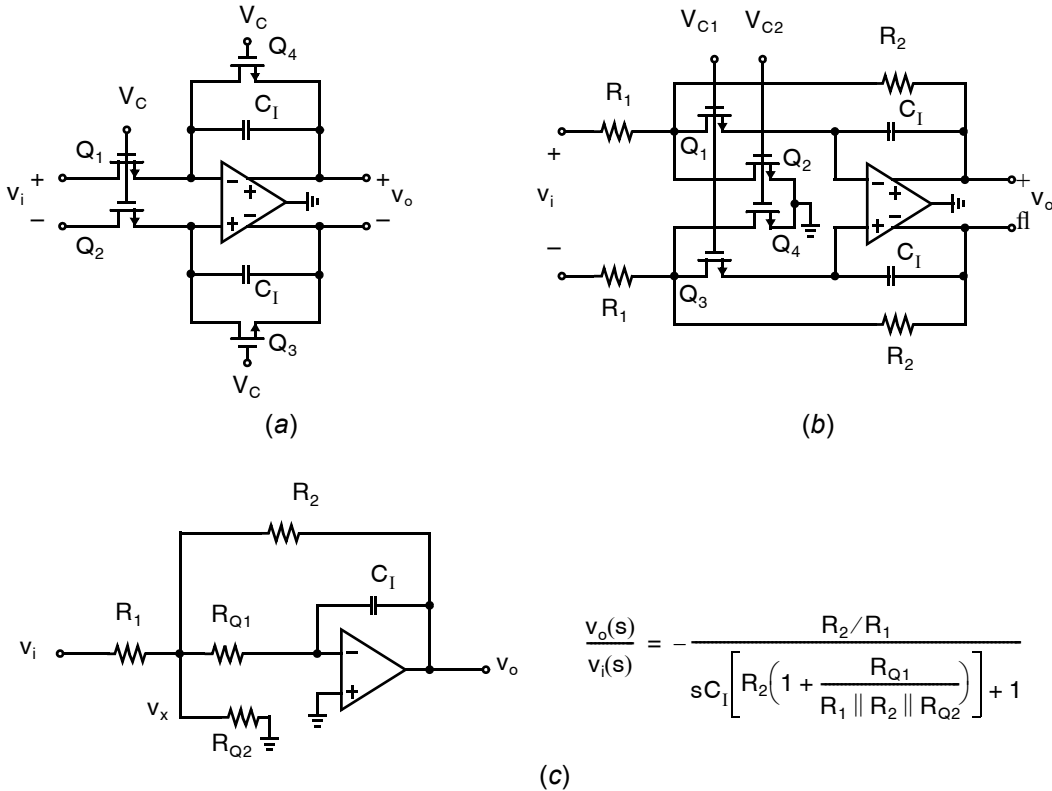 V_C
Q_4
C_I
V_C
Q_1
v_i
+
−
Q_2
−
+
+
−
+
v_o
−
C_I
Q_3
V_C
(a)
V_C1 V_C2
R_2
R_1
C_I
Q_1
+
Q_2
v_i
−
+
+
−
+
v_o
fl
−
Q_4
C_I
Q_3
R_1
R_2
(b)
R_2
C_I
R_1 R_Q1
v_i
−
+
v_o
v_x
R_Q2
v_o(s)/v_i(s) = − (R_2/R_1) / (sC_I[R_2(1 + R_Q1/(R_1 || R_2 || R_Q2))] + 1)
(c)